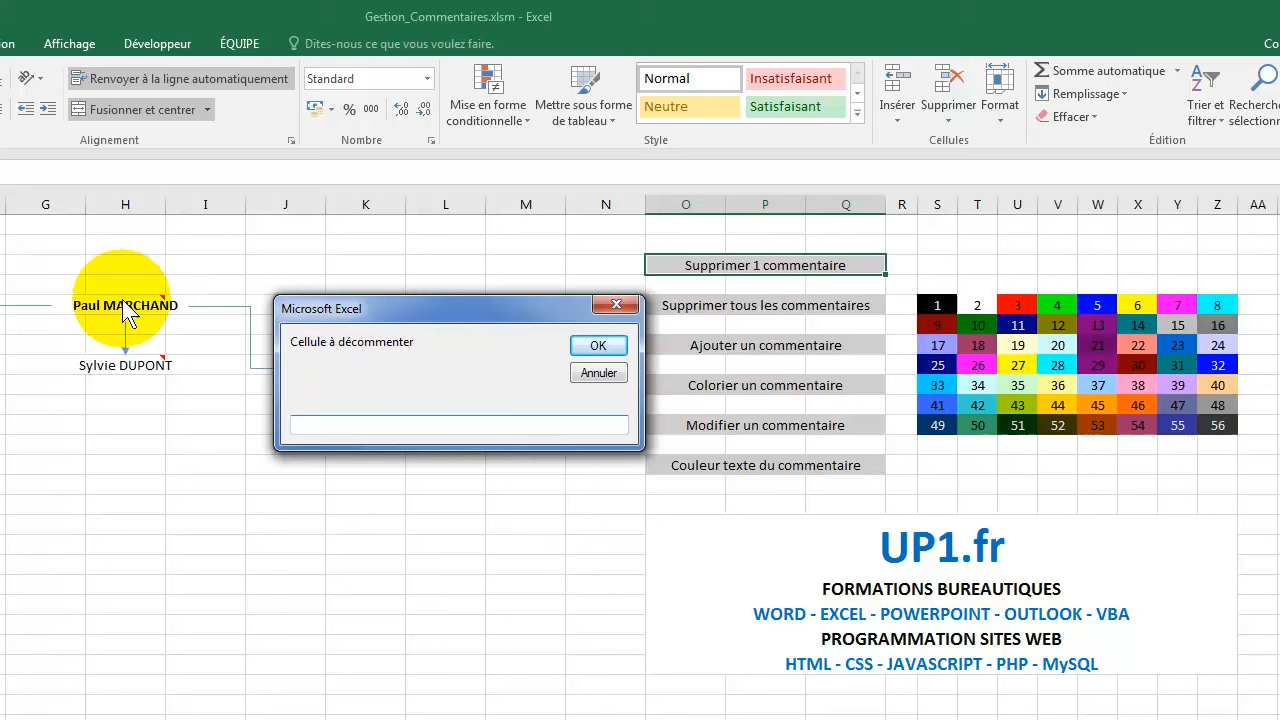 Gestion_Commentaires.xlsm - Excel
ion Affichage Développeur ÉQUIPE Dites-nous ce que vous voulez faire. Co
Renvoyer à la ligne automatiquement
Fusionner et centrer
Alignement
Standard
% 000
Nombre
Mise en forme
conditionnelle
Mettre sous forme
de tableau
Normal Insatisfaisant
Neutre Satisfaisant
Style
Insérer Supprimer Format
Cellules
Somme automatique
Remplissage
Effacer
Trier et
filtrer
Recherch
sélection
Édition
G H I J K L M N O P Q R S T U V W X Y Z AA
Paul MARCHAND
Sylvie DUPONT
Microsoft Excel
Cellule à décommenter
OK
Annuler
Supprimer 1 commentaire
Supprimer tous les commentaires
Ajouter un commentaire
Colorier un commentaire
Modifier un commentaire
Couleur texte du commentaire
1 2 3 4 5 6 7 8
9 10 11 12 13 14 15 16
17 18 19 20 21 22 23 24
25 26 27 28 29 30 31 32
33 34 35 36 37 38 39 40
41 42 43 44 45 46 47 48
49 50 51 52 53 54 55 56
UP1.fr
FORMATIONS BUREAUTIQUES
WORD - EXCEL - POWERPOINT - OUTLOOK - VBA
PROGRAMMATION SITES WEB
HTML - CSS - JAVASCRIPT - PHP - MySQL